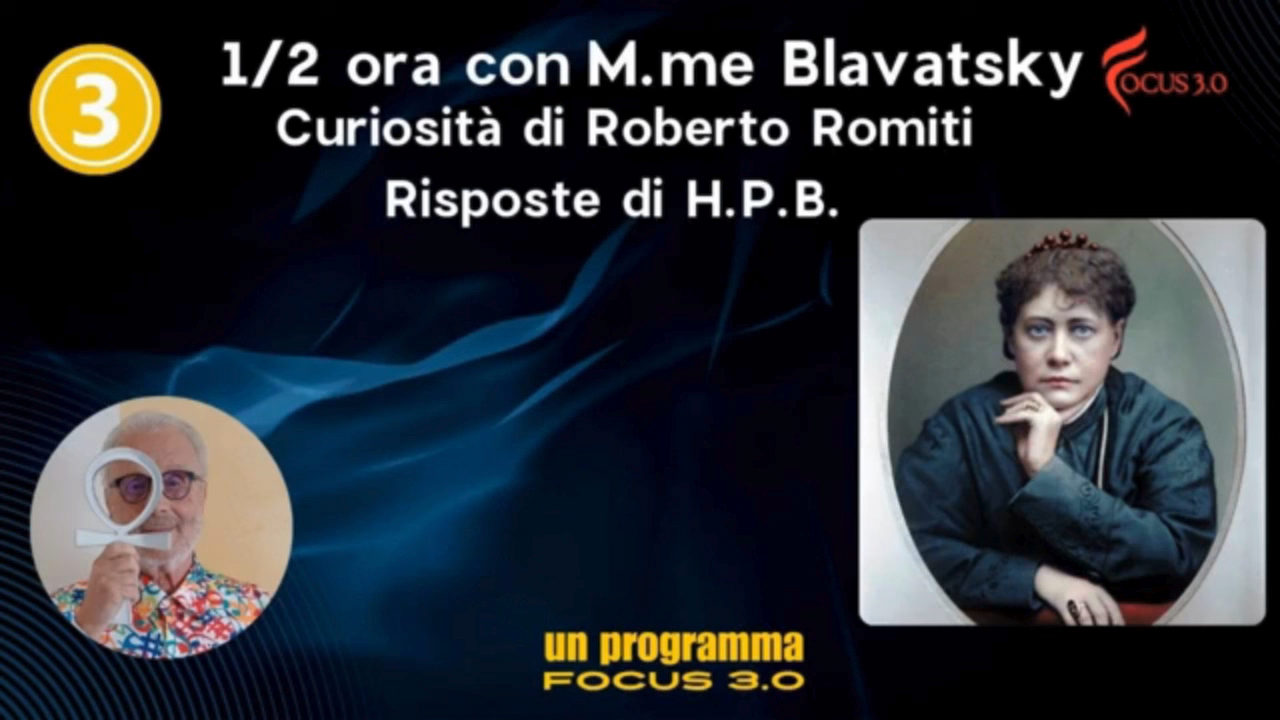 3
1/2 ora con M.me Blavatsky
FOCUS 3.0
Curiosità di Roberto Romiti
Risposte di H.P.B.
un programma
FOCUS 3.0